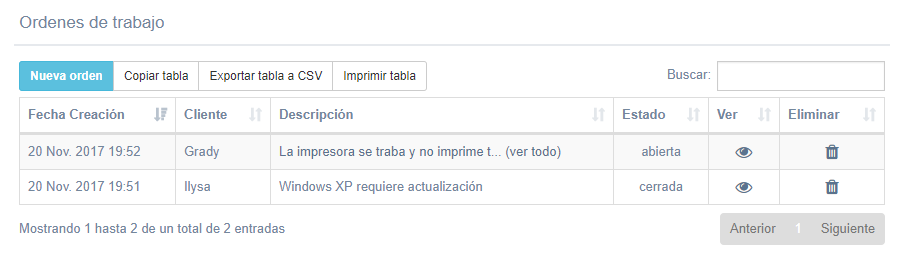 Ordenes de trabajo
Nueva orden Copiar tabla Exportar tabla a CSV Imprimir tabla Buscar:
Fecha Creación Cliente Descripción Estado Ver Eliminar
20 Nov. 2017 19:52 Grady La impresora se traba y no imprime t... (ver todo) abierta
20 Nov. 2017 19:51 Ilysa Windows XP requiere actualización cerrada
Mostrando 1 hasta 2 de un total de 2 entradas Anterior 1 Siguiente